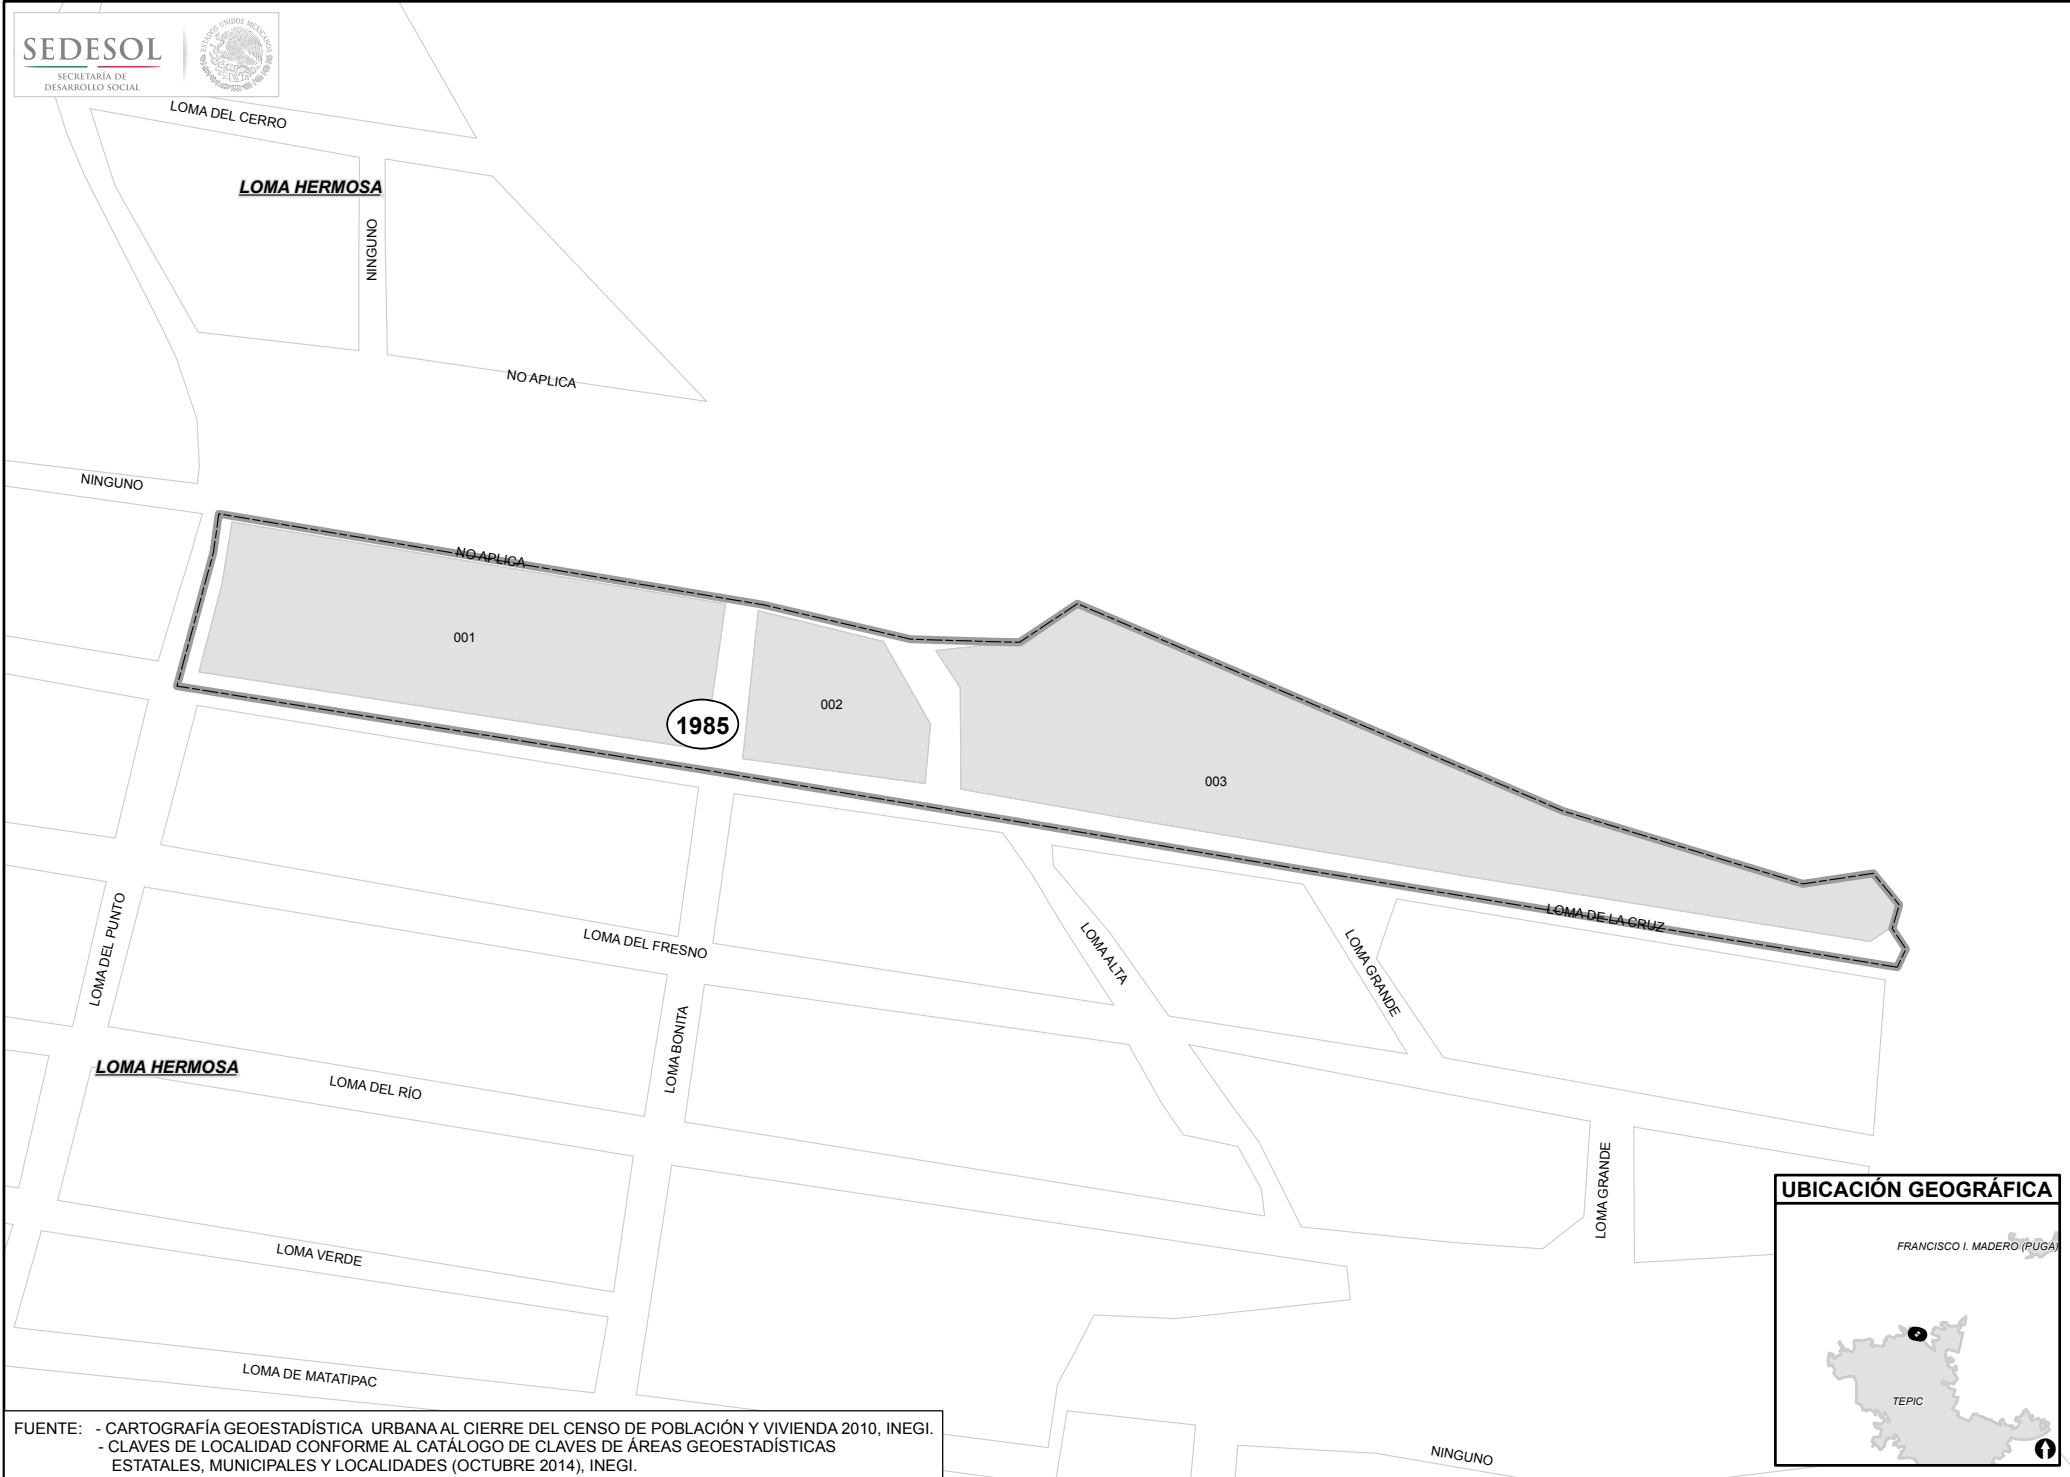 SEDESOL
SECRETARÍA DE
DESARROLLO SOCIAL
ESTADOS UNIDOS MEXICANOS
LOMA DEL CERRO
LOMA HERMOSA
NINGUNO
NO APLICA
NINGUNO
NO APLICA
001
002
1985
003
LOMA DE LA CRUZ
LOMA DEL PUNTO
LOMA DEL FRESNO
LOMA ALTA
LOMA GRANDE
LOMA BONITA
LOMA HERMOSA
LOMA DEL RÍO
LOMA GRANDE
LOMA VERDE
LOMA DE MATATIPAC
NINGUNO
UBICACIÓN GEOGRÁFICA
FRANCISCO I. MADERO (PUGA)
TEPIC
FUENTE: - CARTOGRAFÍA GEOESTADÍSTICA URBANA AL CIERRE DEL CENSO DE POBLACIÓN Y VIVIENDA 2010, INEGI.
- CLAVES DE LOCALIDAD CONFORME AL CATÁLOGO DE CLAVES DE ÁREAS GEOESTADÍSTICAS
ESTATALES, MUNICIPALES Y LOCALIDADES (OCTUBRE 2014), INEGI.